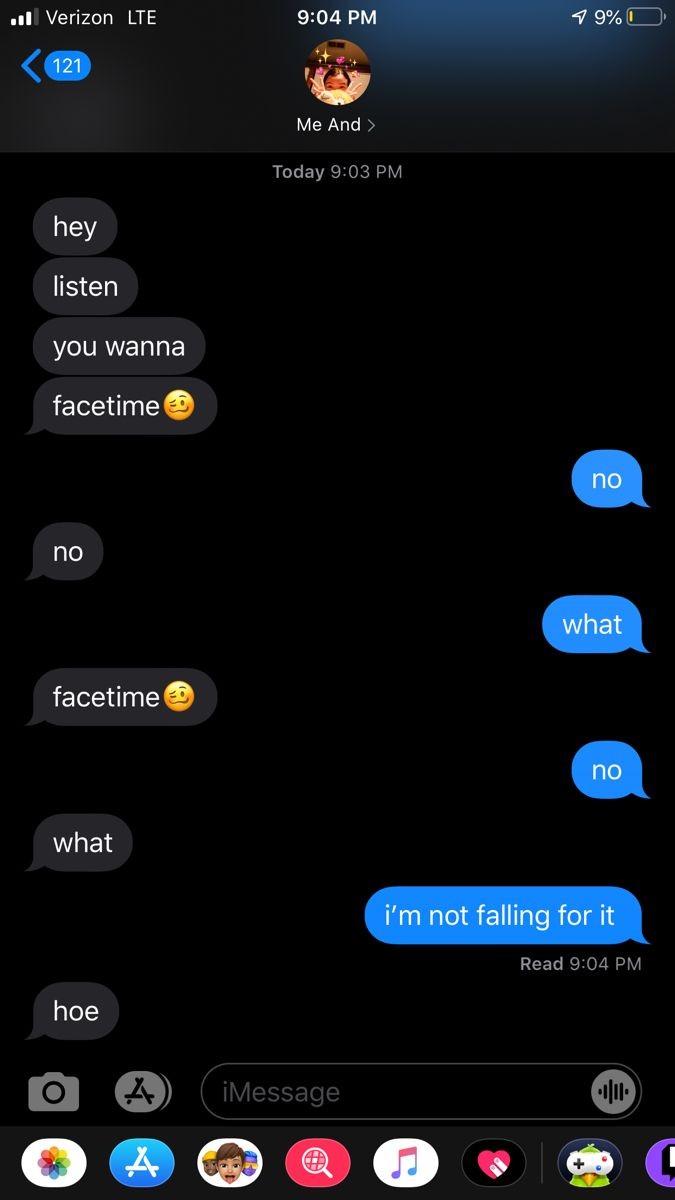 Verizon LTE 9:04 PM 9%
121
Me And
Today 9:03 PM
hey
listen
you wanna
facetime🥴
no
no
what
facetime🥴
no
what
i'm not falling for it
Read 9:04 PM
hoe
iMessage